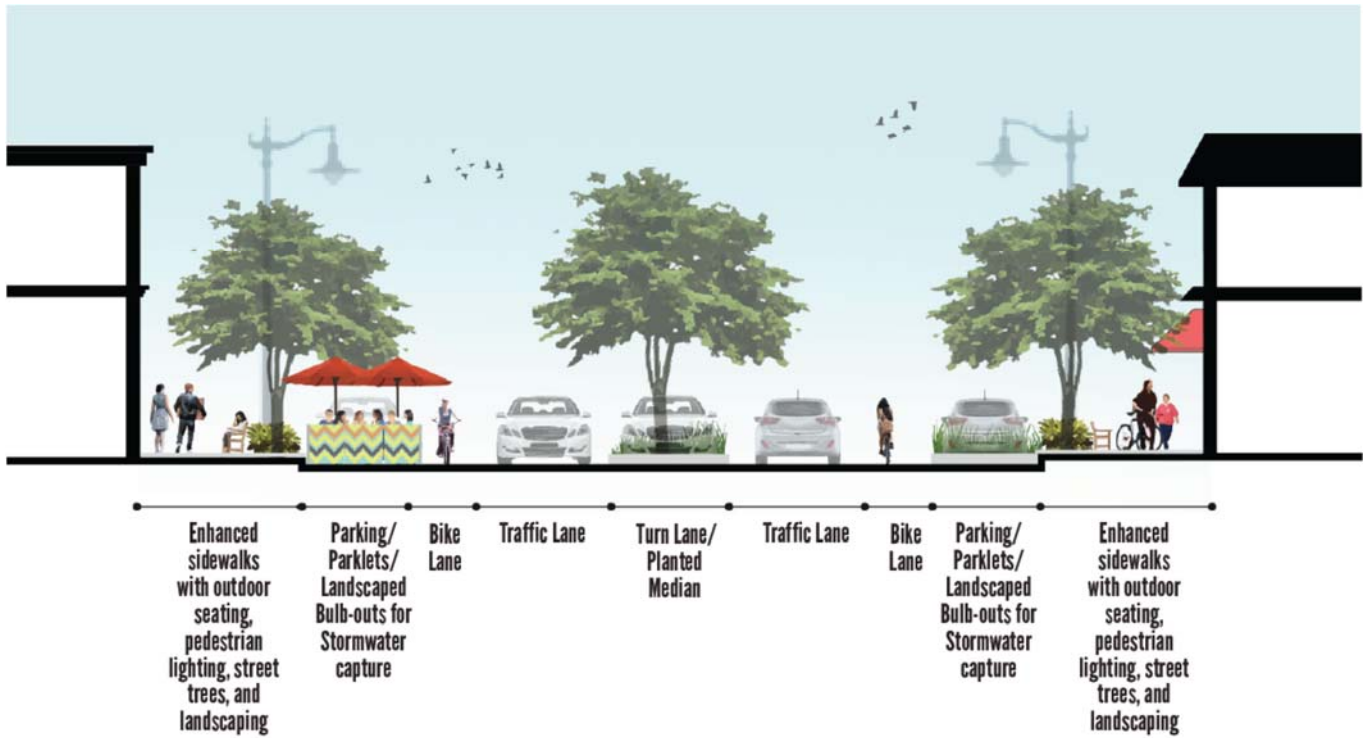 Enhanced
sidewalks
with outdoor
seating,
pedestrian
lighting, street
trees, and
landscaping
Parking/
Parklets/
Landscaped
Bulb-outs for
Stormwater
capture
Bike
Lane
Traffic Lane
Turn Lane/
Planted
Median
Traffic Lane
Bike
Lane
Parking/
Parklets/
Landscaped
Bulb-outs for
Stormwater
capture
Enhanced
sidewalks
with outdoor
seating,
pedestrian
lighting, street
trees, and
landscaping